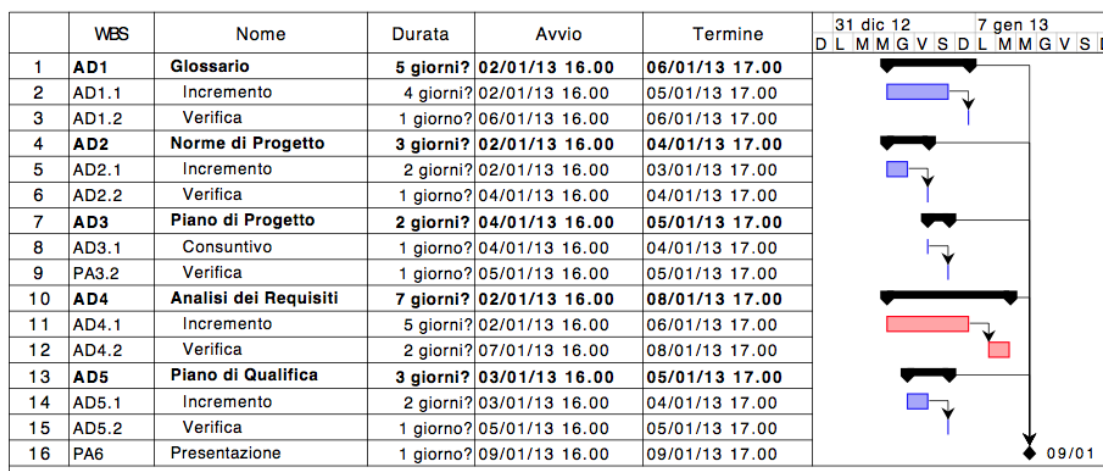 31 dic 12 7 gen 13
WBS Nome Durata Avvio Termine D L M M G V S D L M M G V S
1 AD1 Glossario 5 giorni? 02/01/13 16.00 06/01/13 17.00
2 AD1.1 Incremento 4 giorni? 02/01/13 16.00 05/01/13 17.00
3 AD1.2 Verifica 1 giorno? 06/01/13 16.00 06/01/13 17.00
4 AD2 Norme di Progetto 3 giorni? 02/01/13 16.00 04/01/13 17.00
5 AD2.1 Incremento 2 giorni? 02/01/13 16.00 03/01/13 17.00
6 AD2.2 Verifica 1 giorno? 04/01/13 16.00 04/01/13 17.00
7 AD3 Piano di Progetto 2 giorni? 04/01/13 16.00 05/01/13 17.00
8 AD3.1 Consuntivo 1 giorno? 04/01/13 16.00 04/01/13 17.00
9 PA3.2 Verifica 1 giorno? 05/01/13 16.00 05/01/13 17.00
10 AD4 Analisi dei Requisiti 7 giorni? 02/01/13 16.00 08/01/13 17.00
11 AD4.1 Incremento 5 giorni? 02/01/13 16.00 06/01/13 17.00
12 AD4.2 Verifica 2 giorni? 07/01/13 16.00 08/01/13 17.00
13 AD5 Piano di Qualifica 3 giorni? 03/01/13 16.00 05/01/13 17.00
14 AD5.1 Incremento 2 giorni? 03/01/13 16.00 04/01/13 17.00
15 AD5.2 Verifica 1 giorno? 05/01/13 16.00 05/01/13 17.00
16 PA6 Presentazione 1 giorno? 09/01/13 16.00 09/01/13 17.00 09/01